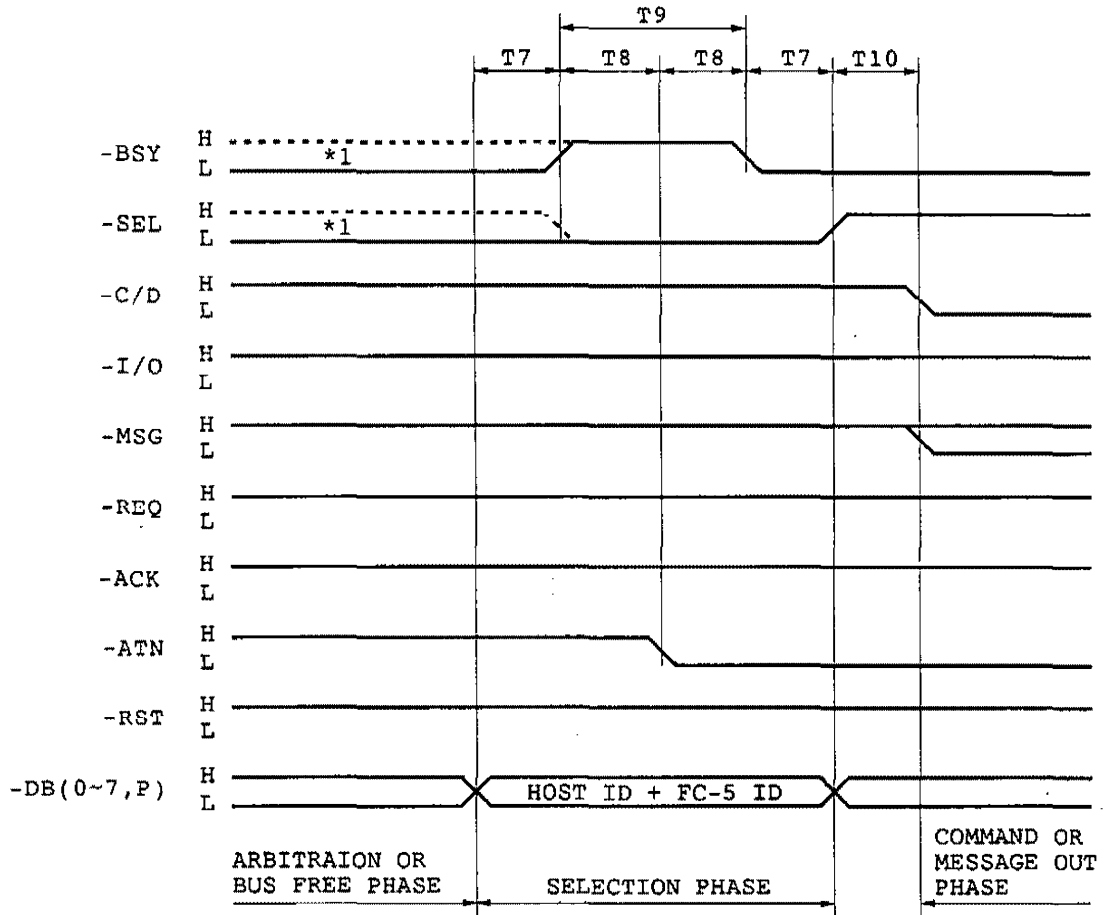 T9
T7 T8 T8 T7 T10
-BSY H L *1
-SEL H L *1
-C/D H L
-I/O H L
-MSG H L
-REQ H L
-ACK H L
-ATN H L
-RST H L
-DB(0~7,P) H L HOST ID + FC-5 ID
ARBITRAION OR
BUS FREE PHASE
SELECTION PHASE
COMMAND OR
MESSAGE OUT
PHASE